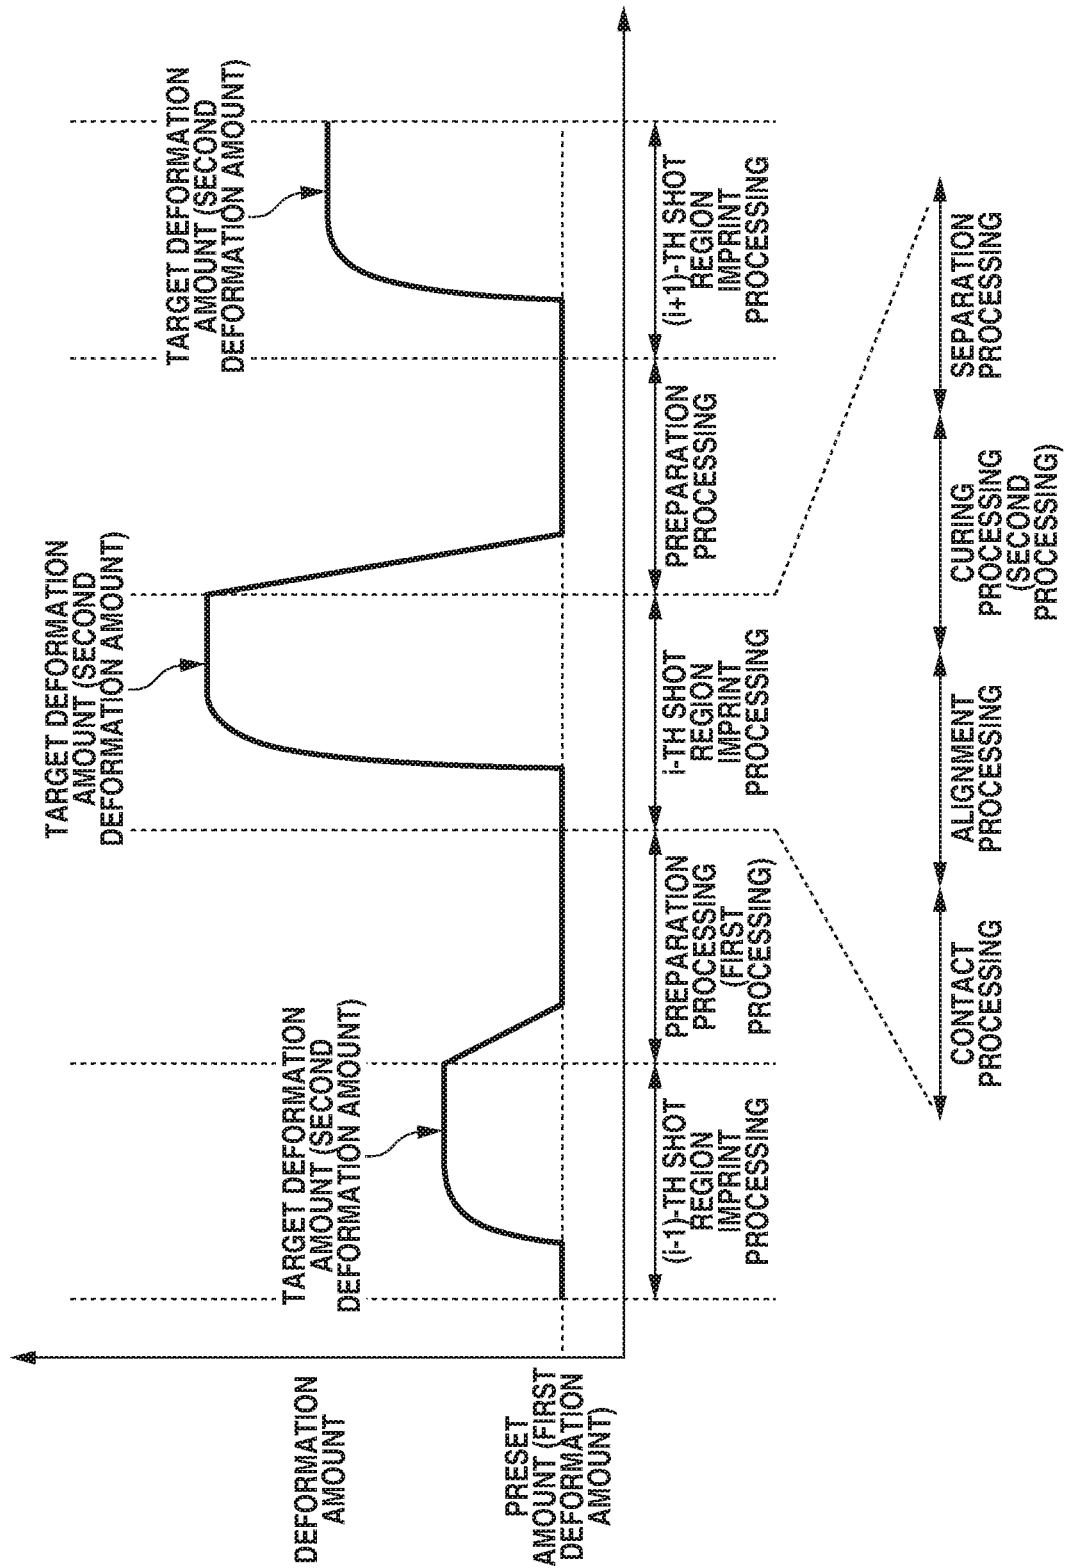 TARGET DEFORMATION
AMOUNT (SECOND
DEFORMATION AMOUNT)
TARGET DEFORMATION
AMOUNT (SECOND
DEFORMATION AMOUNT)
TARGET DEFORMATION
AMOUNT (SECOND
DEFORMATION AMOUNT)
DEFORMATION
AMOUNT
PRESET
AMOUNT (FIRST
DEFORMATION
AMOUNT)
(i-1)-TH SHOT
REGION
IMPRINT
PROCESSING
PREPARATION
PROCESSING
(FIRST
PROCESSING)
i-TH SHOT
REGION
IMPRINT
PROCESSING
PREPARATION
PROCESSING
(i+1)-TH SHOT
REGION
IMPRINT
PROCESSING
CONTACT
PROCESSING
ALIGNMENT
PROCESSING
CURING
PROCESSING
(SECOND
PROCESSING)
SEPARATION
PROCESSING